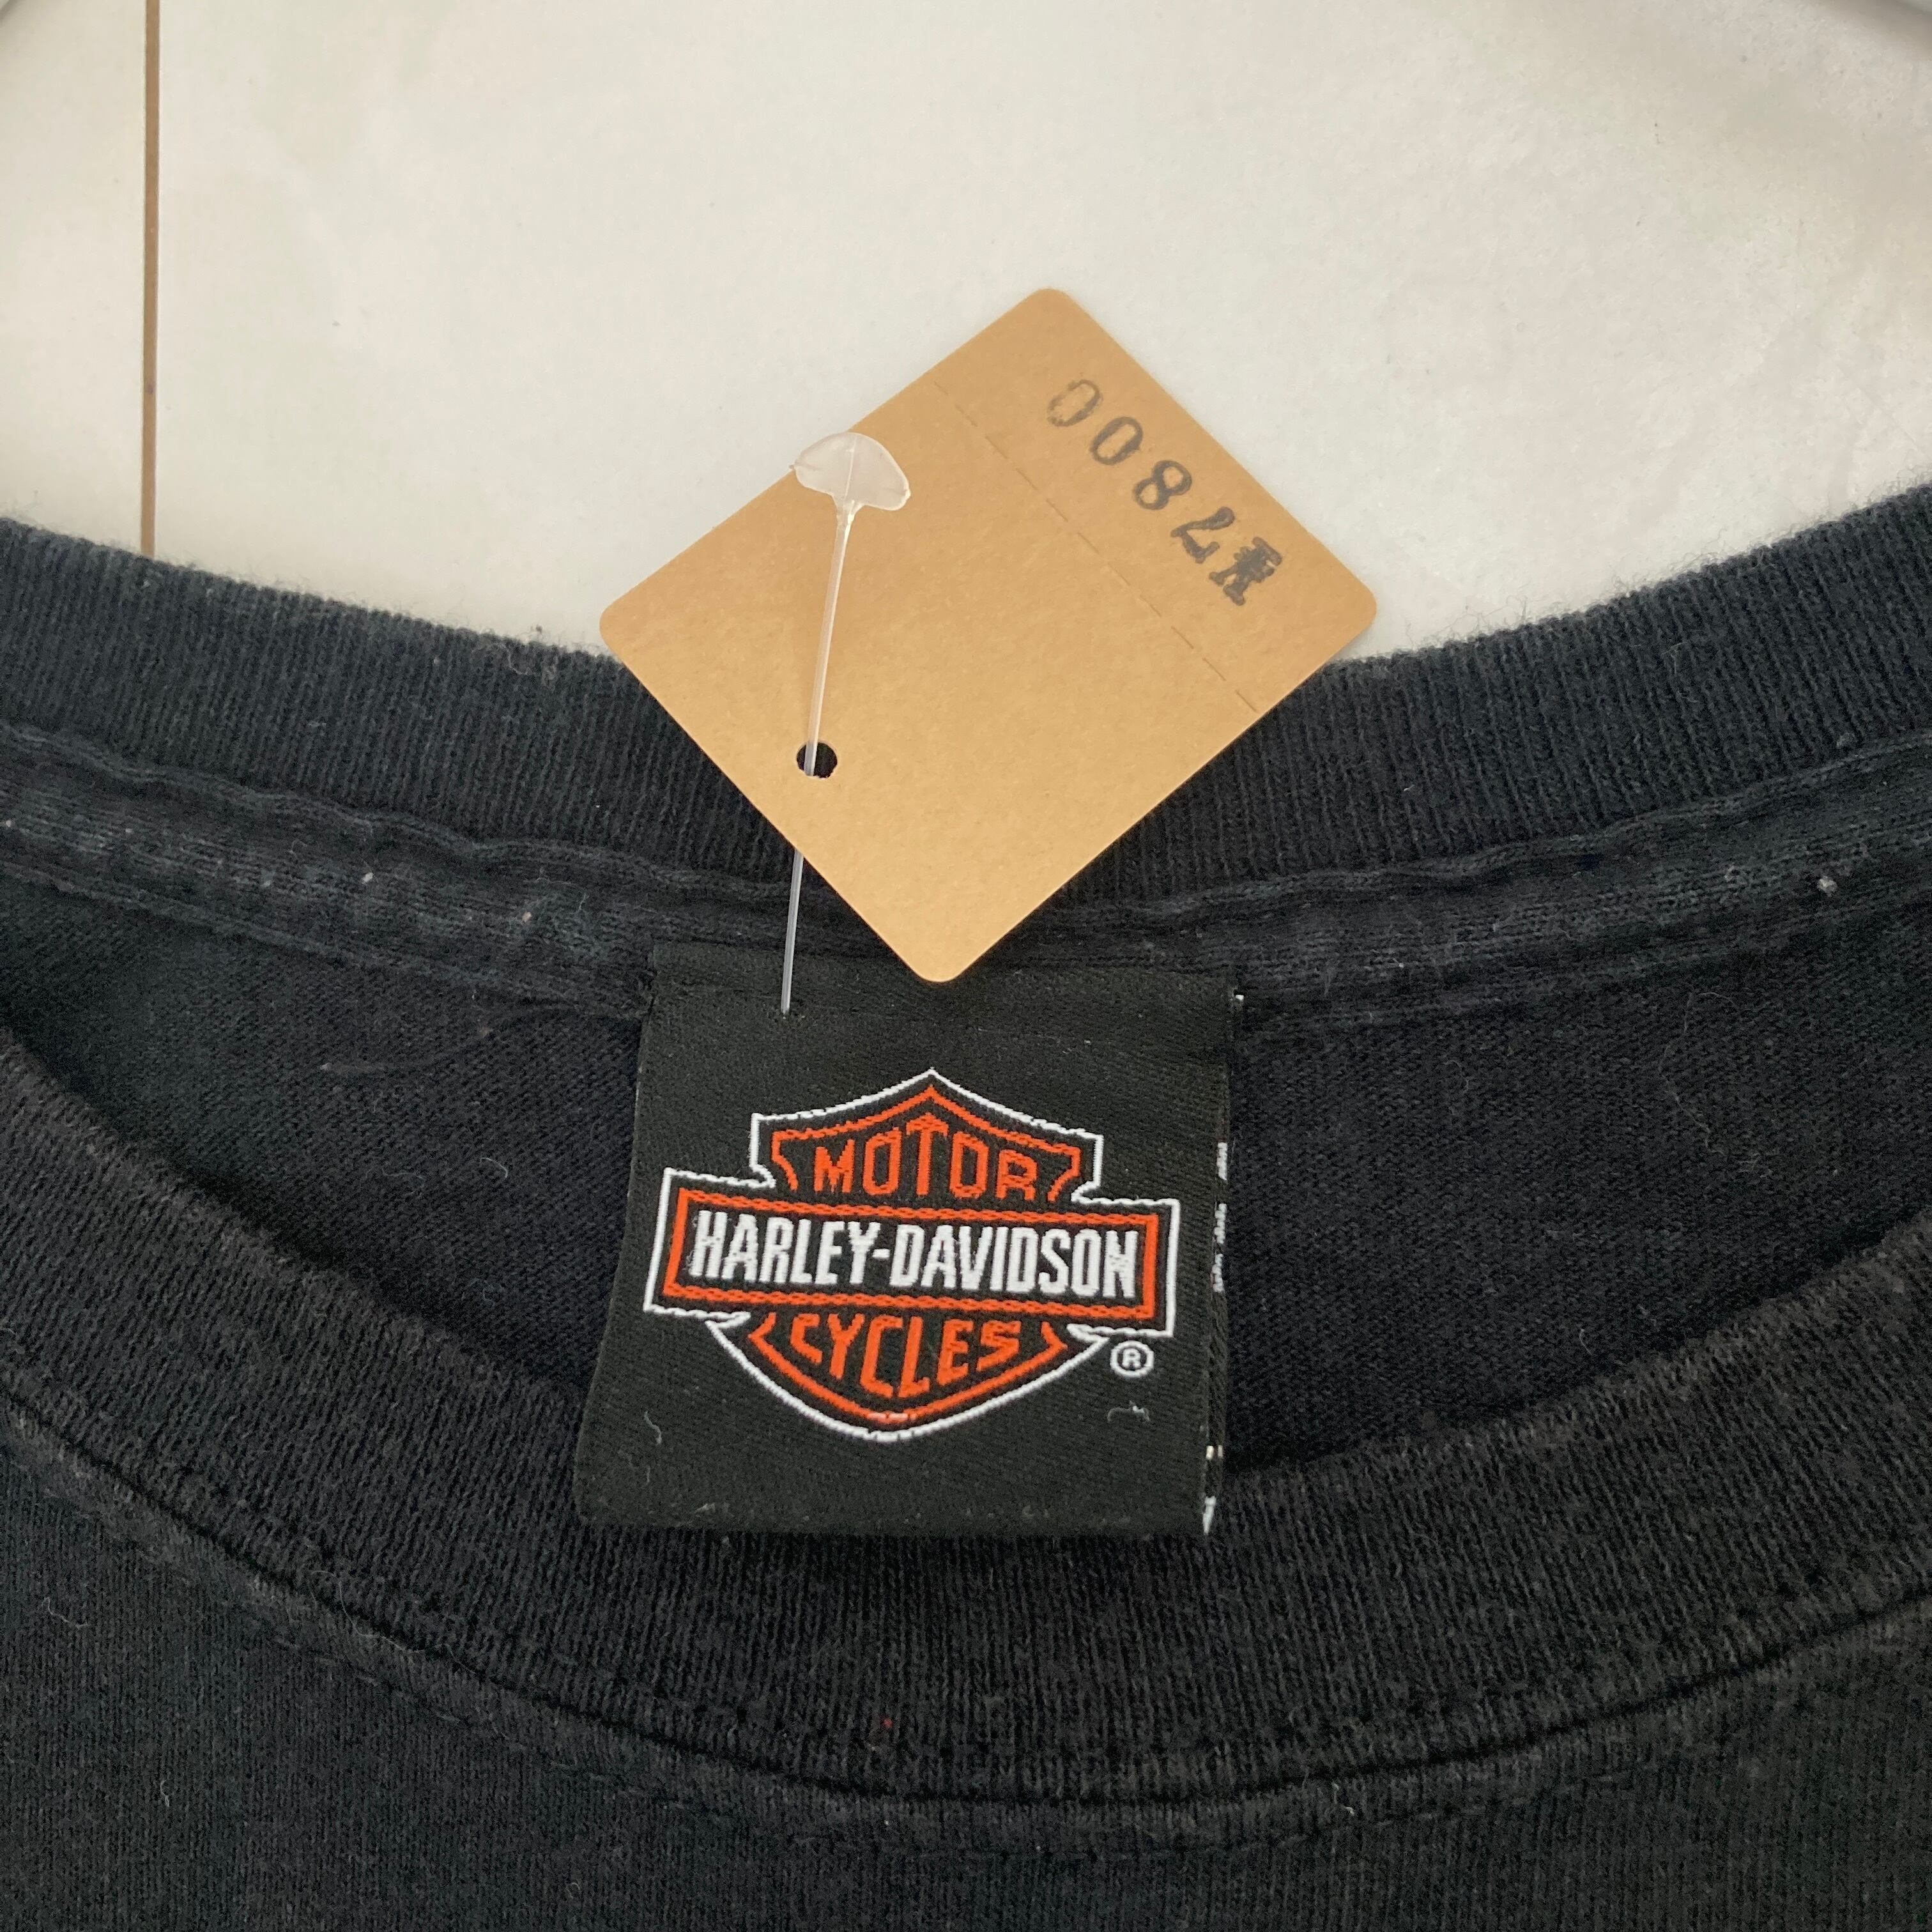 ¥7800
MOTOR
HARLEY-DAVIDSON
CYCLES
®